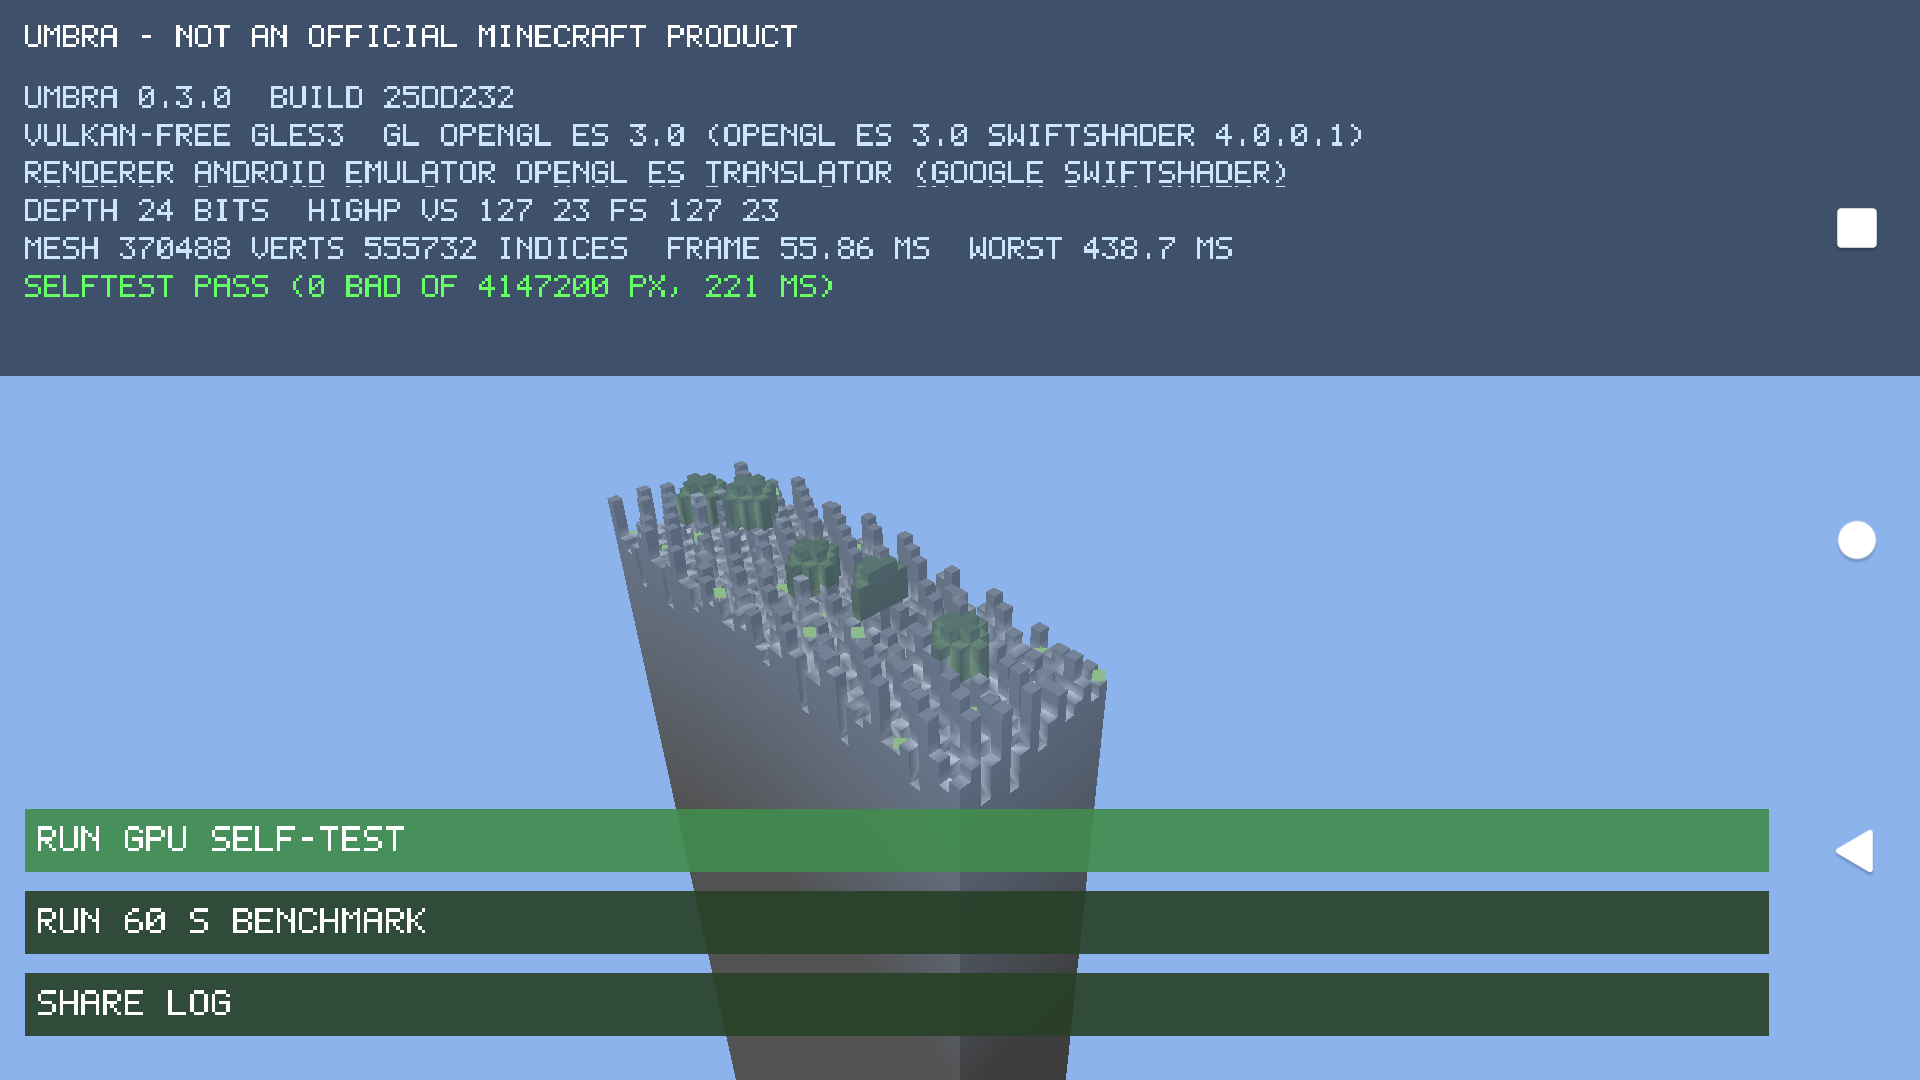 UMBRA - NOT AN OFFICIAL MINECRAFT PRODUCT
UMBRA 0.3.0  BUILD 25DD232
VULKAN-FREE GLES3  GL OPENGL ES 3.0 (OPENGL ES 3.0 SWIFTSHADER 4.0.0.1)
RENDERER ANDROID EMULATOR OPENGL ES TRANSLATOR (GOOGLE SWIFTSHADER)
DEPTH 24 BITS  HIGHP VS 127 23 FS 127 23
MESH 370488 VERTS 555732 INDICES  FRAME 55.86 MS  WORST 438.7 MS
SELFTEST PASS (0 BAD OF 4147200 PX, 221 MS)
RUN GPU SELF-TEST
RUN 60 S BENCHMARK
SHARE LOG